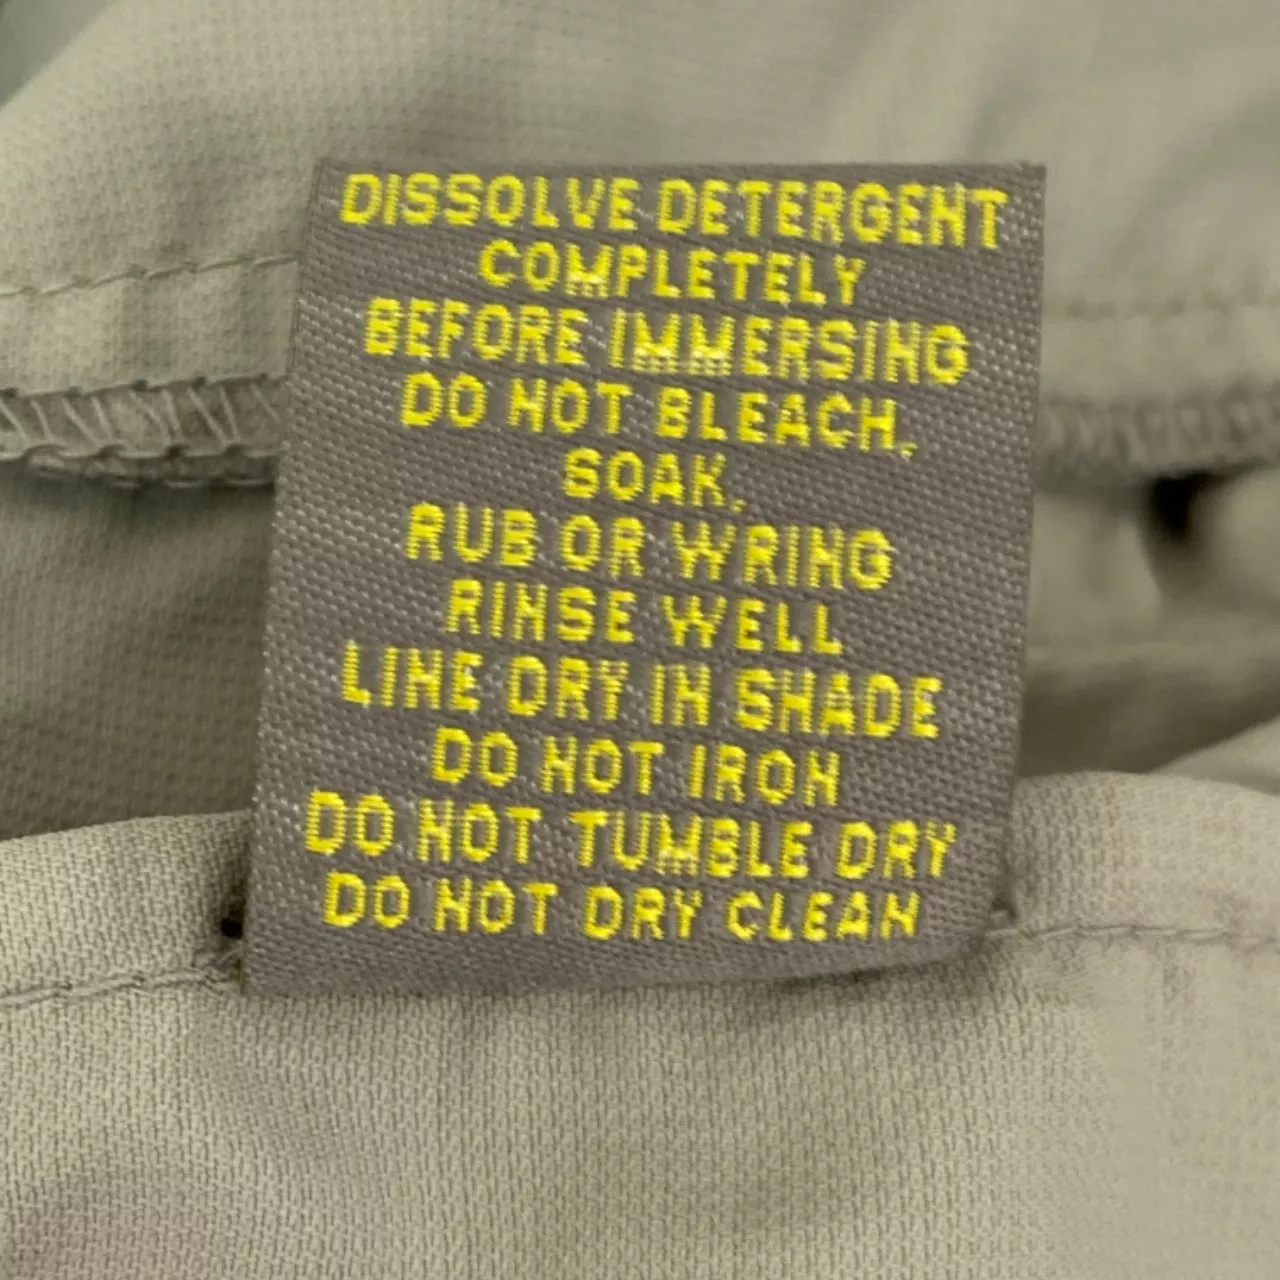 DISSOLVE DETERGENT
COMPLETELY
BEFORE IMMERSING
DO NOT BLEACH,
SOAK,
RUB OR WRING
RINSE WELL
LINE DRY IN SHADE
DO NOT IRON
DO NOT TUMBLE DRY
DO NOT DRY CLEAN